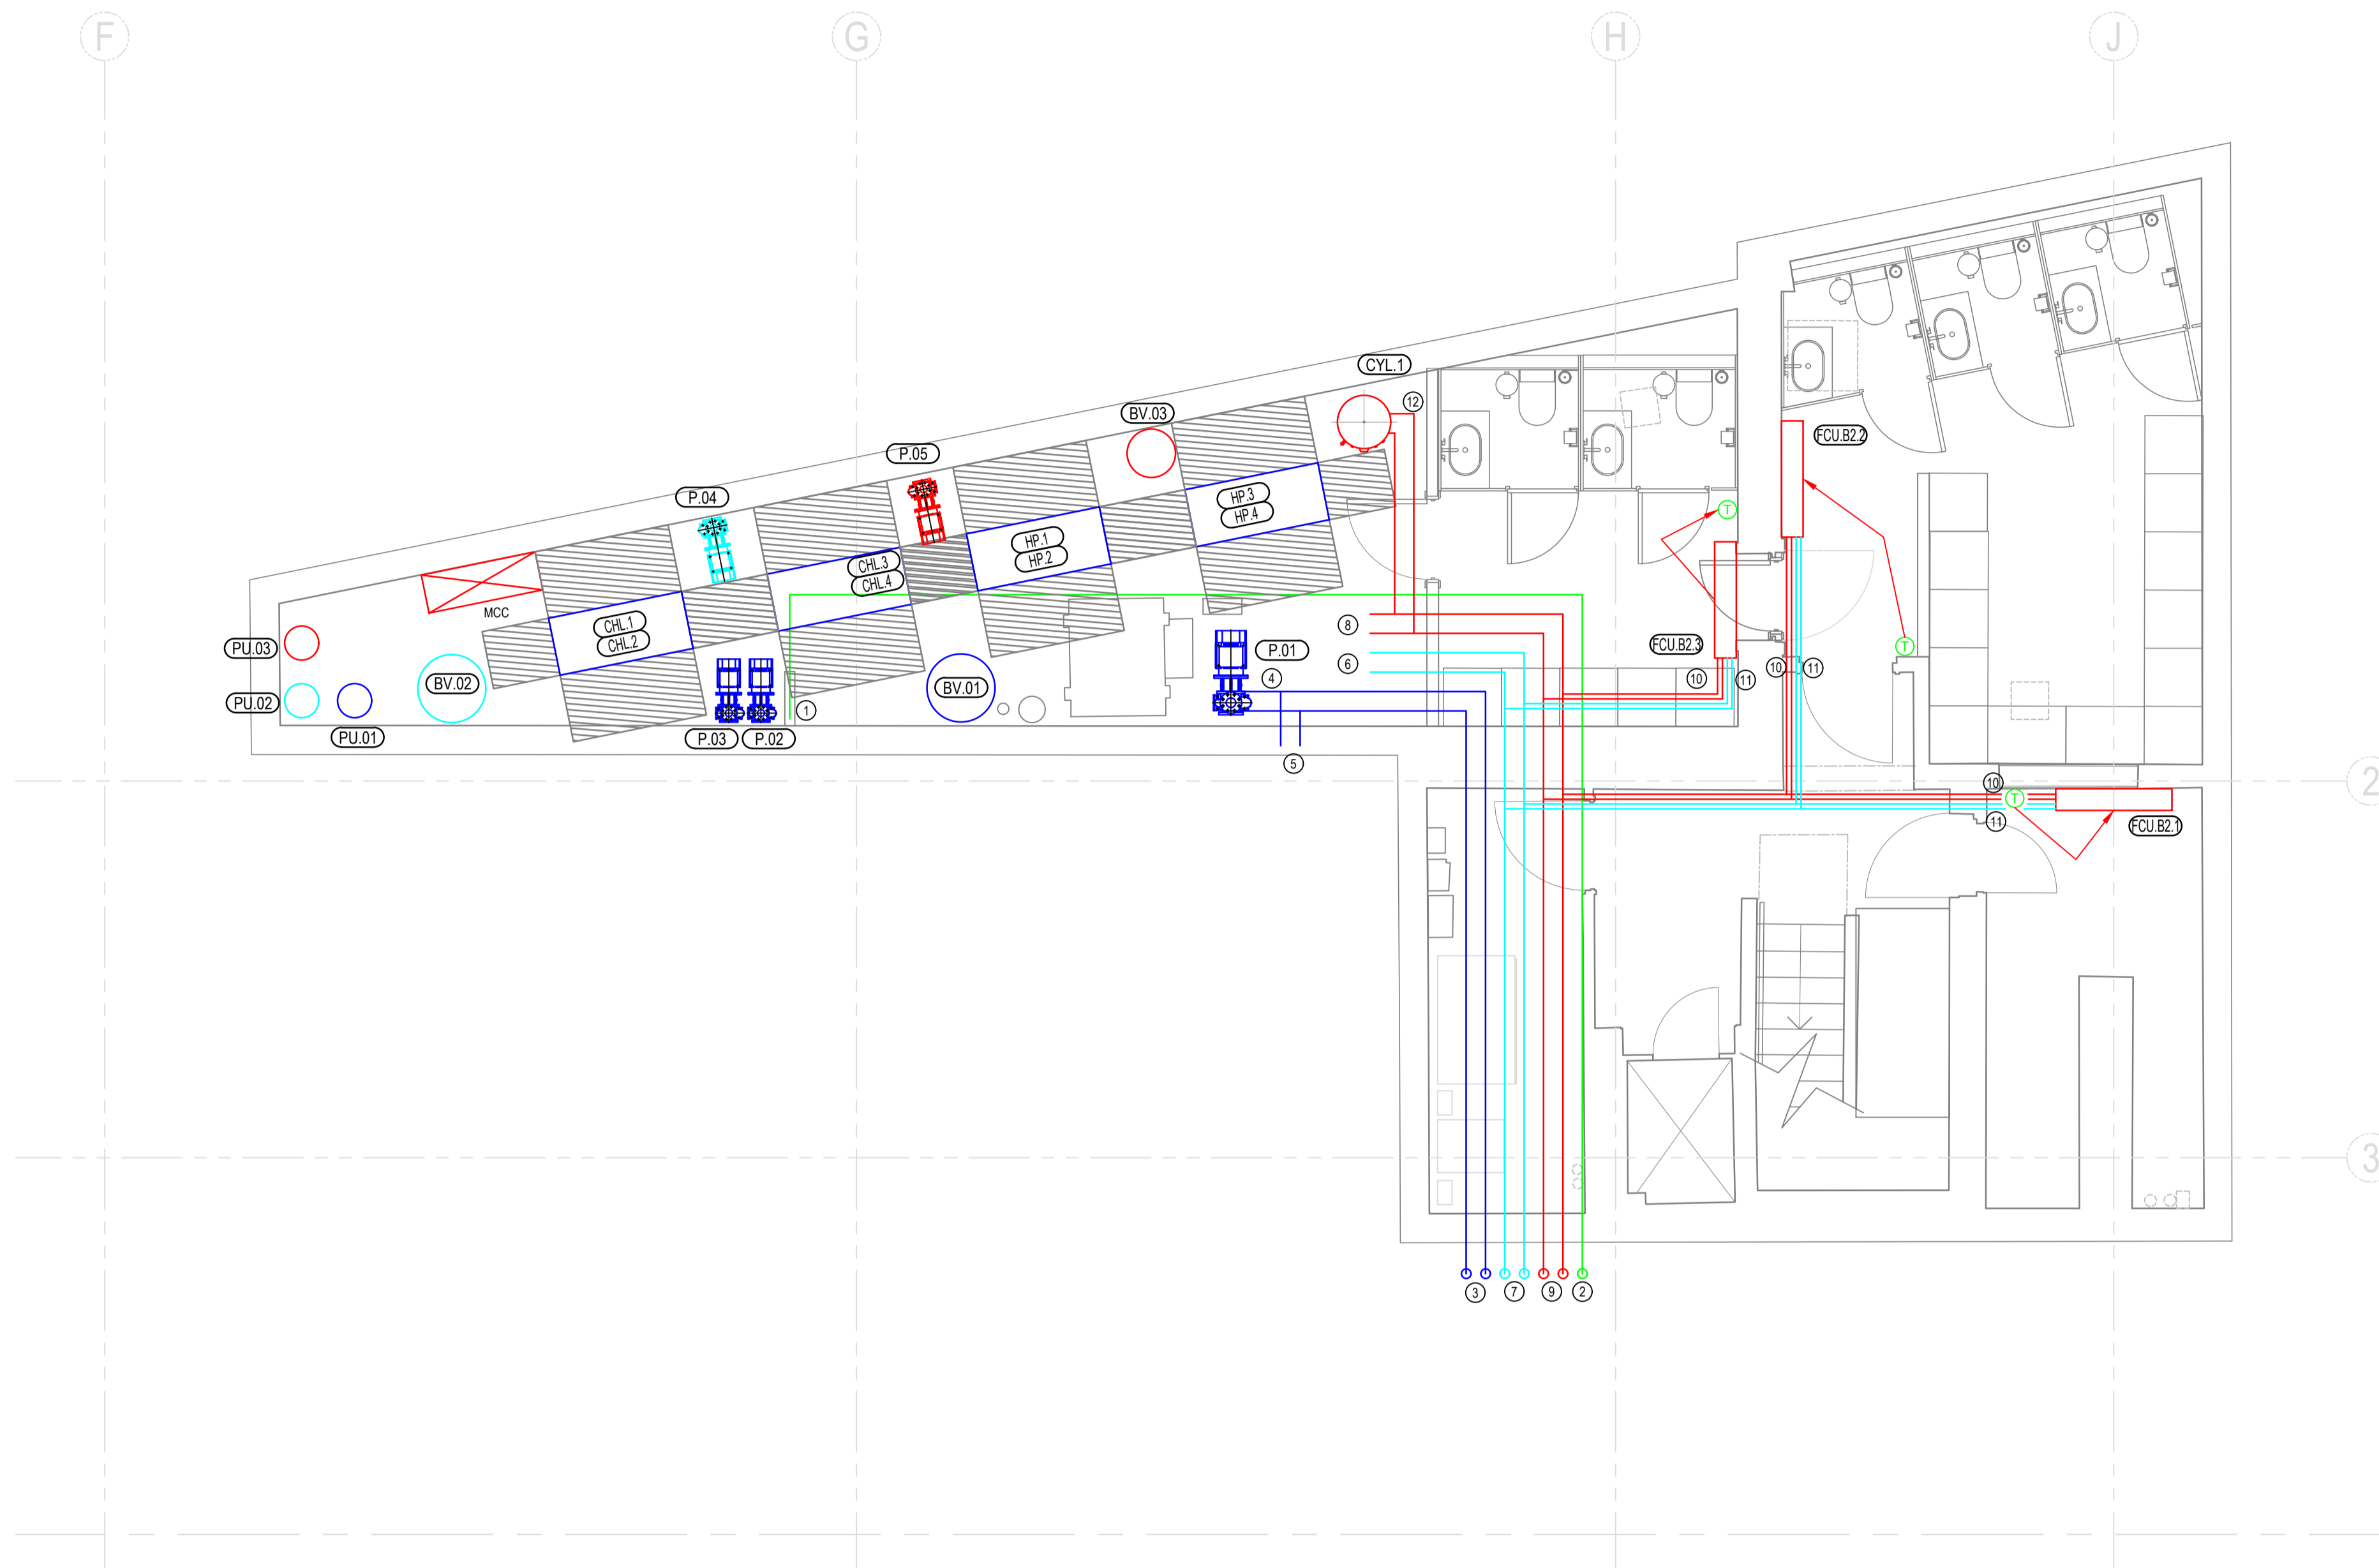 F
G
H
J
CYL.1
12
BV.03
FCU.B2.2
P.05
P.04
HP.3
HP.4
T
HP.1
HP.2
CHL.3
CHL.4
MCC
CHL.1
CHL.2
8
PU.03
P.01
FCU.B2.3
T
6
10
11
4
10
11
BV.02
BV.01
PU.02
1
PU.01
P.03
P.02
5
2
10
T
11
FCU.B2.1
3
3
7
9
2